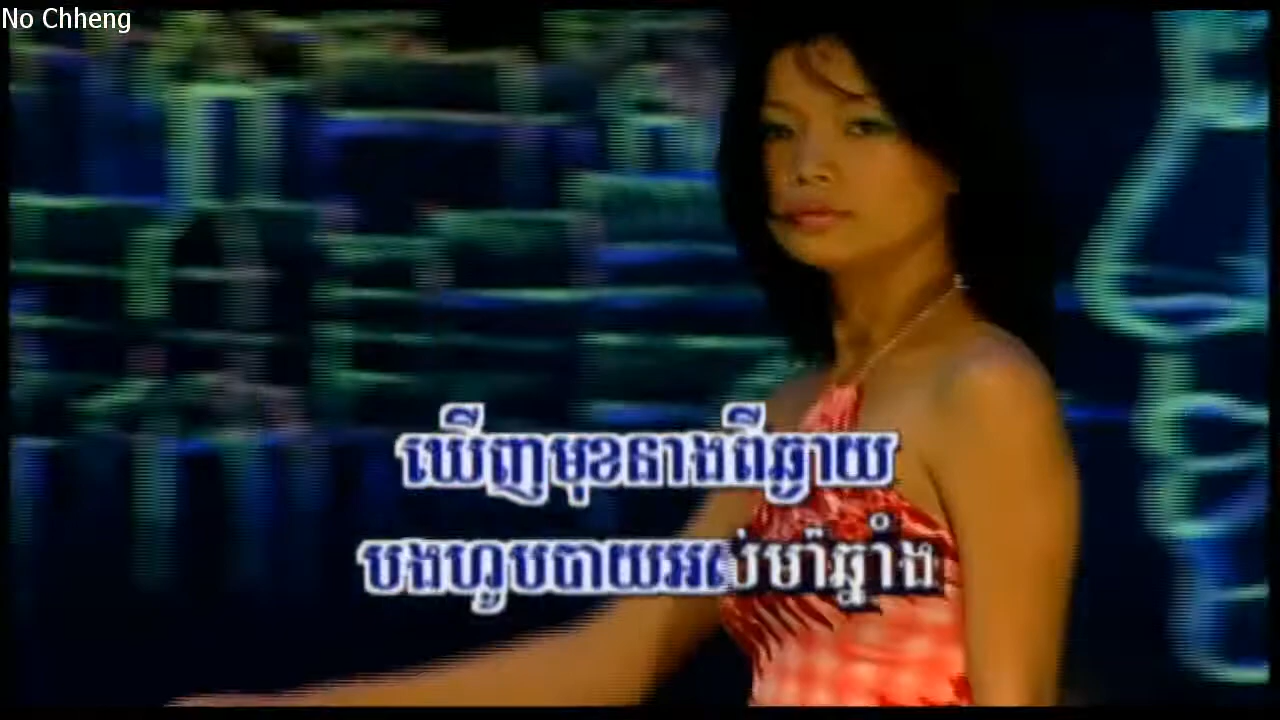 No Chheng
ឃើញមុខនាងពីឆ្ងាយ
បងហូបបាយអស់ម៉ាឆ្នាំង